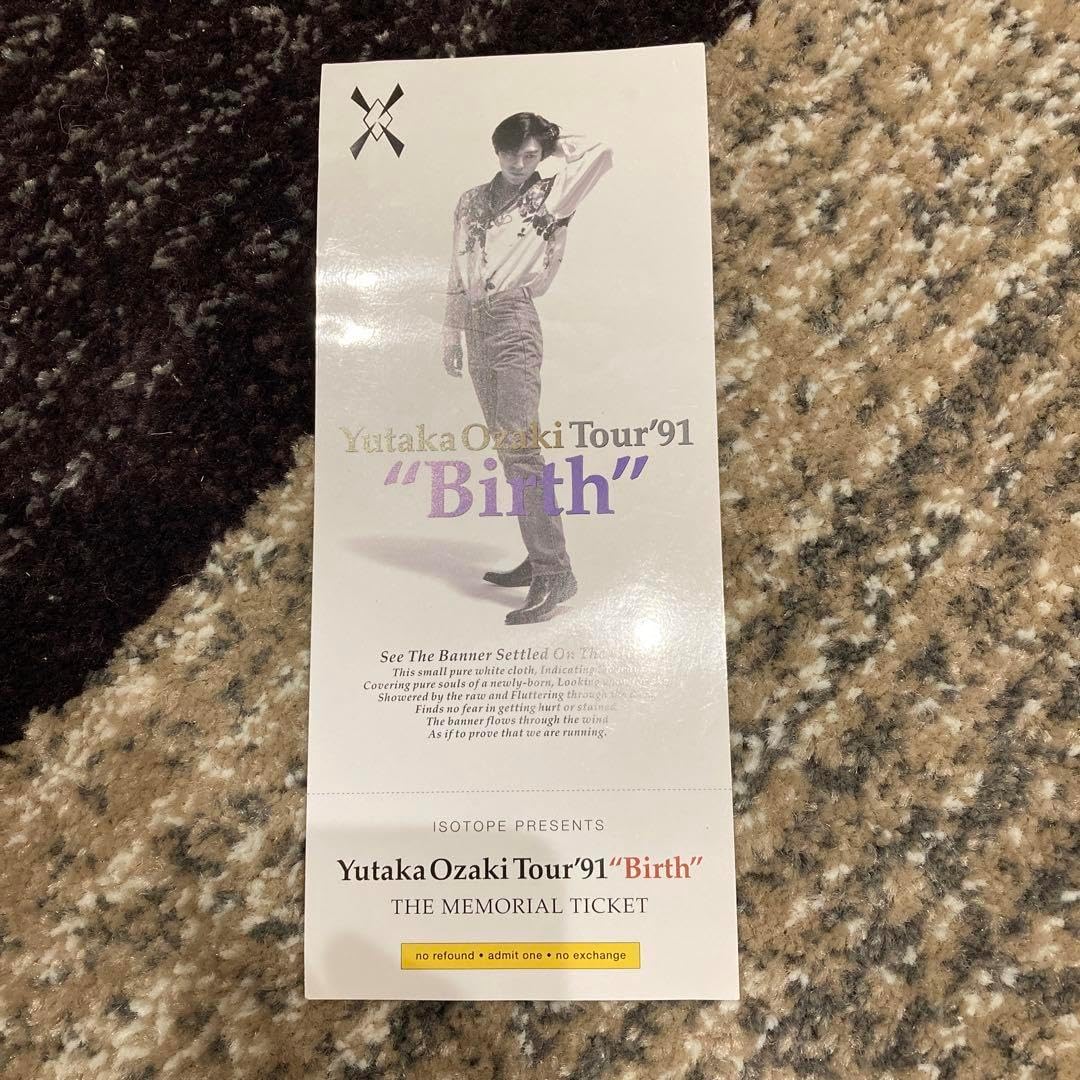 Yutaka Ozaki Tour'91
"Birth"
See The Banner Settled On The
This small pure white cloth, Indicating
Covering pure souls of a newly-born, Looking
Showered by the raw and Fluttering through the
Finds no fear in getting hurt or stained,
The banner flows through the wind
As if to prove that we are running.
ISOTOPE PRESENTS
Yutaka Ozaki Tour'91 "Birth"
THE MEMORIAL TICKET
no refound • admit one • no exchange